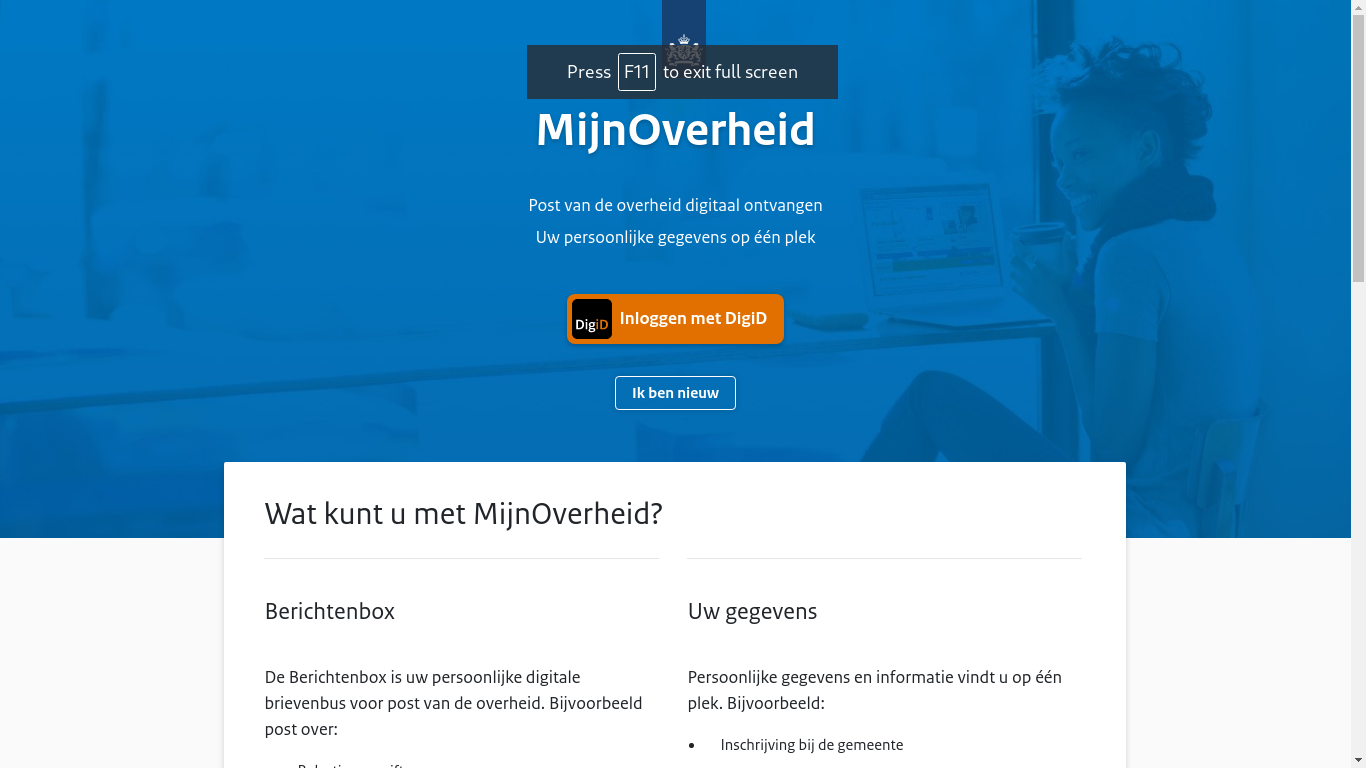 Press F11 to exit full screen
MijnOverheid
Post van de overheid digitaal ontvangen
Uw persoonlijke gegevens op één plek
DigiD Inloggen met DigiD
Ik ben nieuw
Wat kunt u met MijnOverheid?
Berichtenbox
De Berichtenbox is uw persoonlijke digitale
brievenbus voor post van de overheid. Bijvoorbeeld
post over:
Uw gegevens
Persoonlijke gegevens en informatie vindt u op één
plek. Bijvoorbeeld:
• Inschrijving bij de gemeente